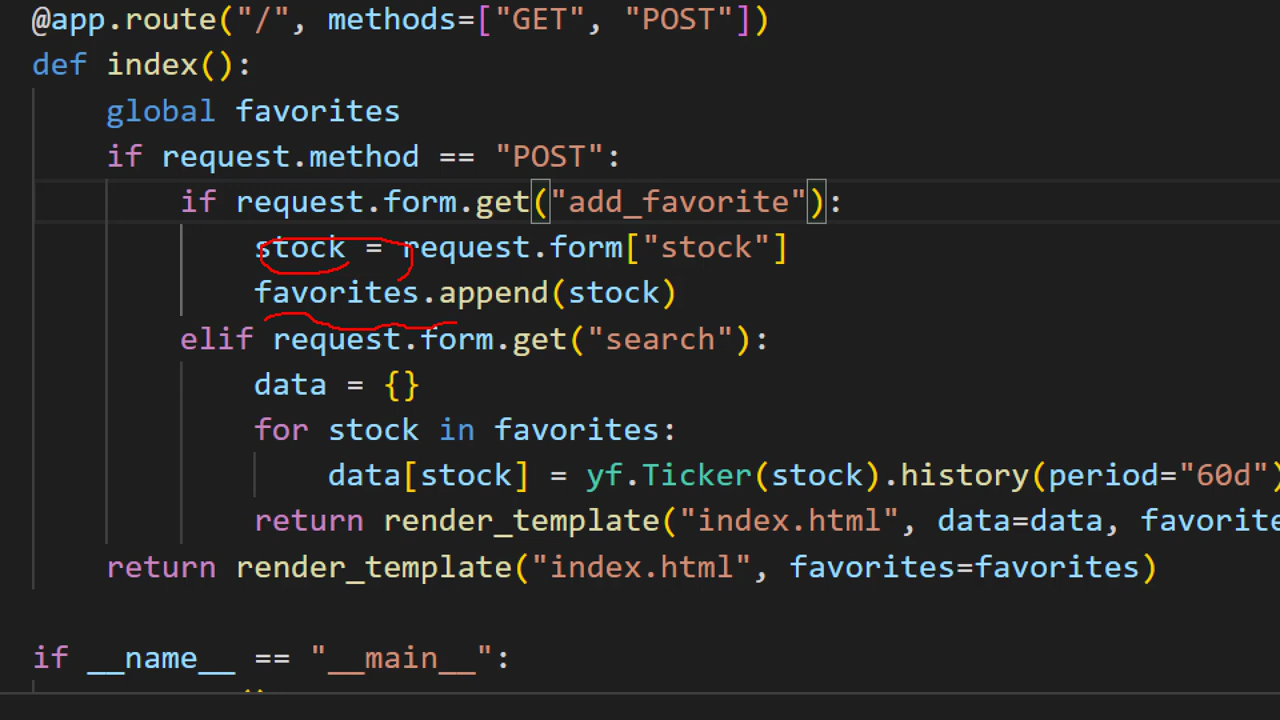 @app.route("/", methods=["GET", "POST"])
def index():
    global favorites
    if request.method == "POST":
        if request.form.get("add_favorite"):
            stock = request.form["stock"]
            favorites.append(stock)
        elif request.form.get("search"):
            data = {}
            for stock in favorites:
                data[stock] = yf.Ticker(stock).history(period="60d")
            return render_template("index.html", data=data, favorite
    return render_template("index.html", favorites=favorites)
if __name__ == "__main__":